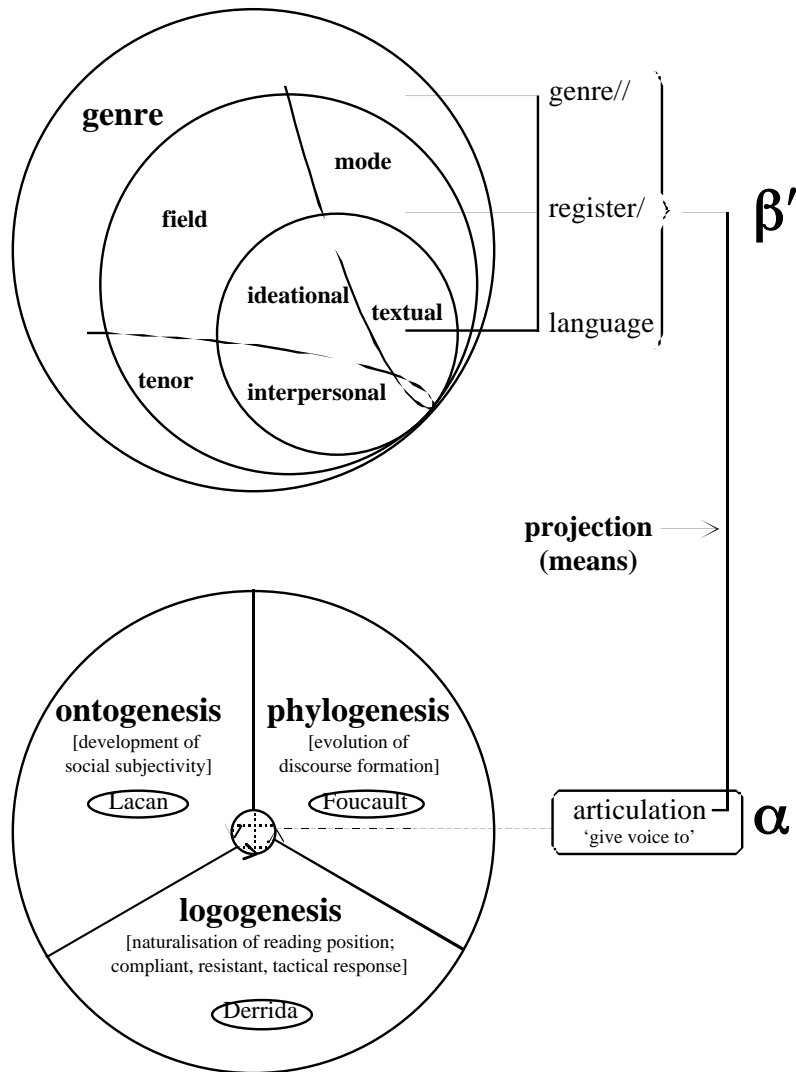 genre
mode
field
ideational
textual
tenor
interpersonal
genre//
register/
language
β′
projection
(means)
ontogenesis
[development of
social subjectivity]
Lacan
phylogenesis
[evolution of
discourse formation]
Foucault
logogenesis
[naturalisation of reading position;
compliant, resistant, tactical response]
Derrida
articulation
‘give voice to’
α